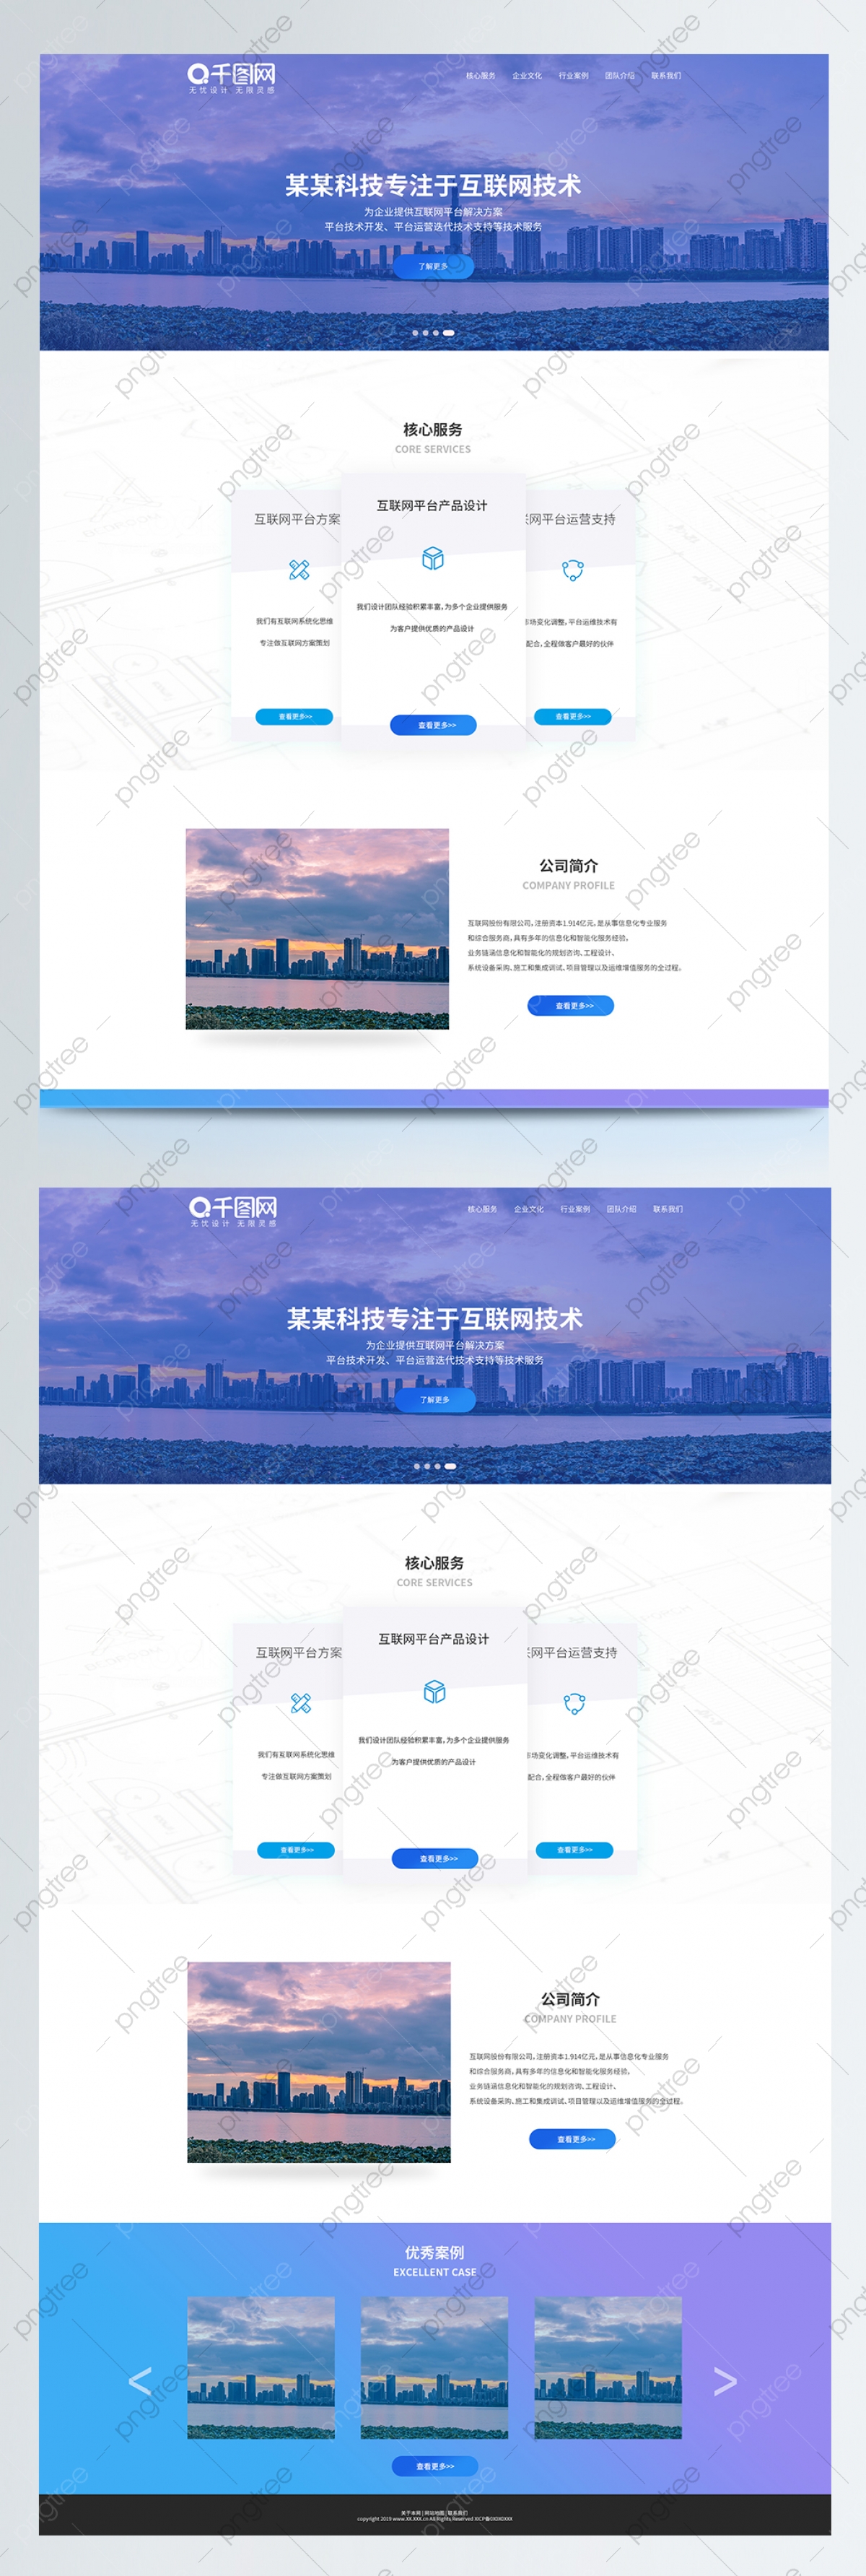 千图网
无忧设计 无限灵感
核心服务 企业文化 行业案例 团队介绍 联系我们
某某科技专注于互联网技术
为企业提供互联网平台解决方案
平台技术开发、平台运营迭代技术支持等技术服务
了解更多
核心服务
CORE SERVICES
互联网平台方案
互联网平台产品设计
网平台运营支持
我们有互联网系统化思维
专注做互联网方案策划
我们设计团队经验积累丰富,为多个企业提供服务
为客户提供优质的产品设计
市场变化调整,平台运维技术有
配合,全程做客户最好的伙伴
查看更多>>
查看更多>>
查看更多>>
公司简介
COMPANY PROFILE
互联网股份有限公司,注册资本1.914亿元,是从事信息化专业服务
和综合服务商,具有多年的信息化和智能化服务经验,
业务链涵信息化和智能化的规划咨询、工程设计、
系统设备采购、施工和集成调试、项目管理以及运维增值服务的全过程。
查看更多>>
千图网
无忧设计 无限灵感
核心服务 企业文化 行业案例 团队介绍 联系我们
某某科技专注于互联网技术
为企业提供互联网平台解决方案
平台技术开发、平台运营迭代技术支持等技术服务
了解更多
核心服务
CORE SERVICES
互联网平台方案
互联网平台产品设计
网平台运营支持
我们有互联网系统化思维
专注做互联网方案策划
我们设计团队经验积累丰富,为多个企业提供服务
为客户提供优质的产品设计
市场变化调整,平台运维技术有
配合,全程做客户最好的伙伴
查看更多>>
查看更多>>
查看更多>>
公司简介
COMPANY PROFILE
互联网股份有限公司,注册资本1.914亿元,是从事信息化专业服务
和综合服务商,具有多年的信息化和智能化服务经验,
业务链涵信息化和智能化的规划咨询、工程设计、
系统设备采购、施工和集成调试、项目管理以及运维增值服务的全过程。
查看更多>>
优秀案例
EXCELLENT CASE
< >
查看更多>>
关于本网 | 网站地图 | 联系我们
copyright 2019 www.XX.XXX.cn All Rights Reserved
pngtree